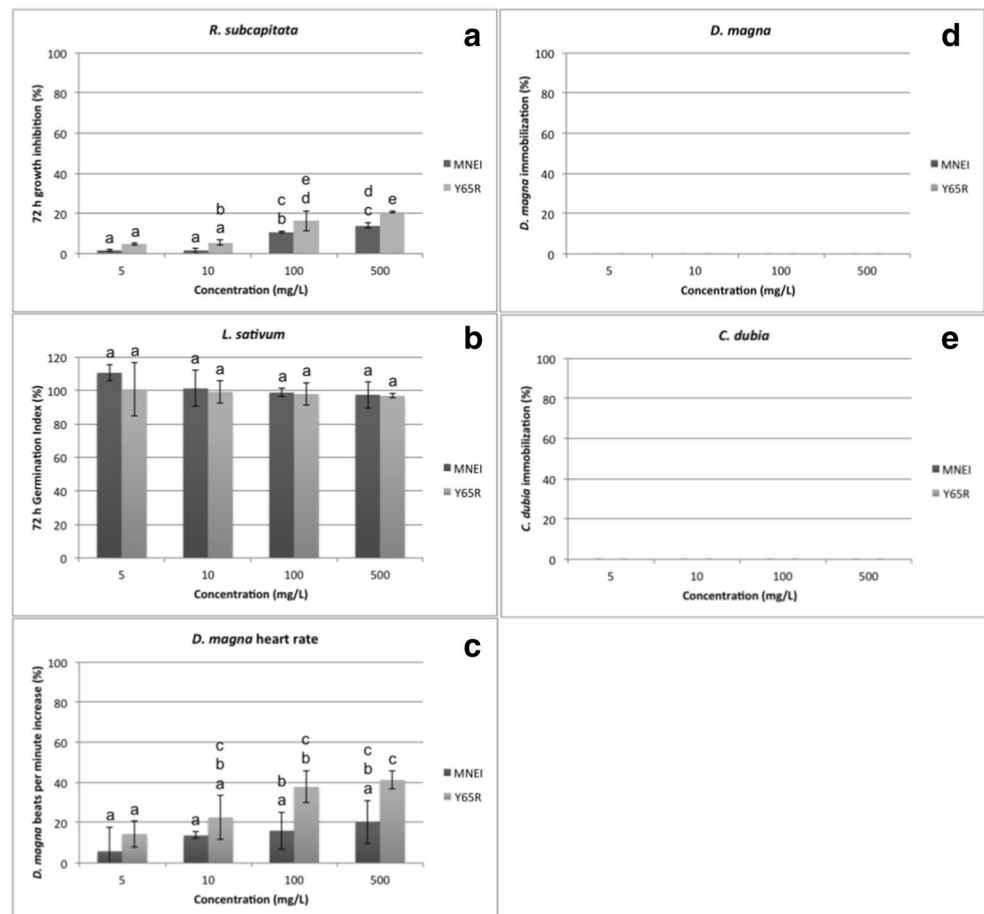 R. subcapitata
a
72 h growth inhibition (%)
100
80
60
40
20
0
a
a
a
b
a
c
b
e
d
d
c
e
5
10
100
500
Concentration (mg/L)
MNEI
Y65R
L. sativum
b
72 h Germination Index (%)
120
100
80
60
40
20
0
a
a
a
a
a
a
a
a
5
10
100
500
Concentration (mg/L)
MNEI
Y65R
D. magna heart rate
c
D. magna beats per minute increase (%)
100
80
60
40
20
0
a
a
a
c
b
a
b
a
c
b
c
b
a
c
5
10
100
500
Concentration (mg/L)
MNEI
Y65R
D. magna
d
D. magna immobilization (%)
100
80
60
40
20
0
5
10
100
500
Concentration (mg/L)
MNEI
Y65R
C. dubia
e
C. dubia immobilization (%)
100
80
60
40
20
0
5
10
100
500
Concentration (mg/L)
MNEI
Y65R